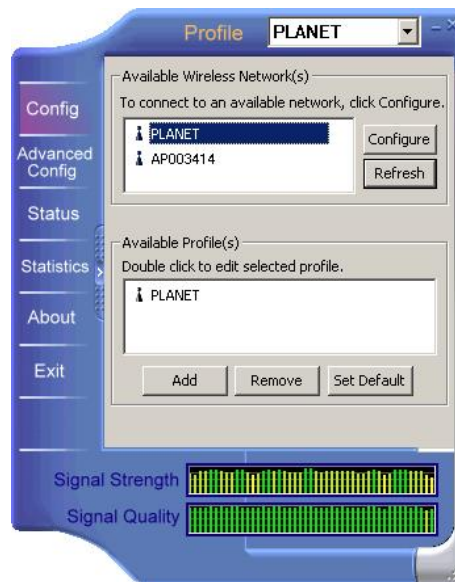 Profile PLANET
Config
Advanced
Config
Status
Statistics
About
Exit
Available Wireless Network(s)
To connect to an available network, click Configure.
PLANET
AP003414
Configure
Refresh
Available Profile(s)
Double click to edit selected profile.
PLANET
Add Remove Set Default
Signal Strength
Signal Quality